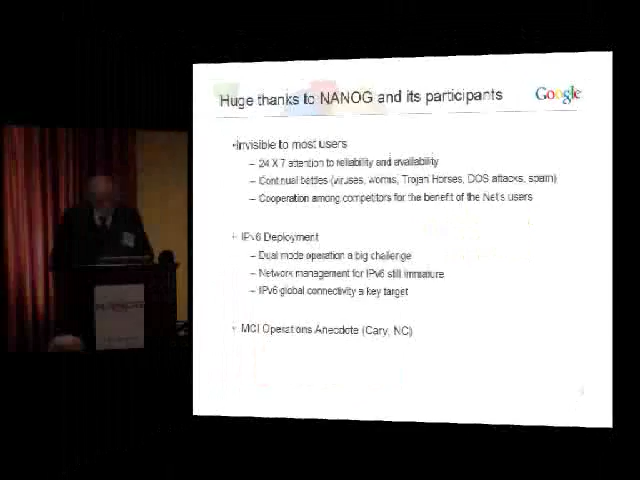 Huge thanks to NANOG and its participants
Google
•Invisible to most users
– 24 X 7 attention to reliability and availability
– Continual battles (viruses, worms, Trojan Horses, DOS attacks, spam)
– Cooperation among competitors for the benefit of the Net's users
• IPv6 Deployment
– Dual mode operation a big challenge
– Network management for IPv6 still immature
– IPv6 global connectivity a key target
• MCI Operations Anecdote (Cary, NC)